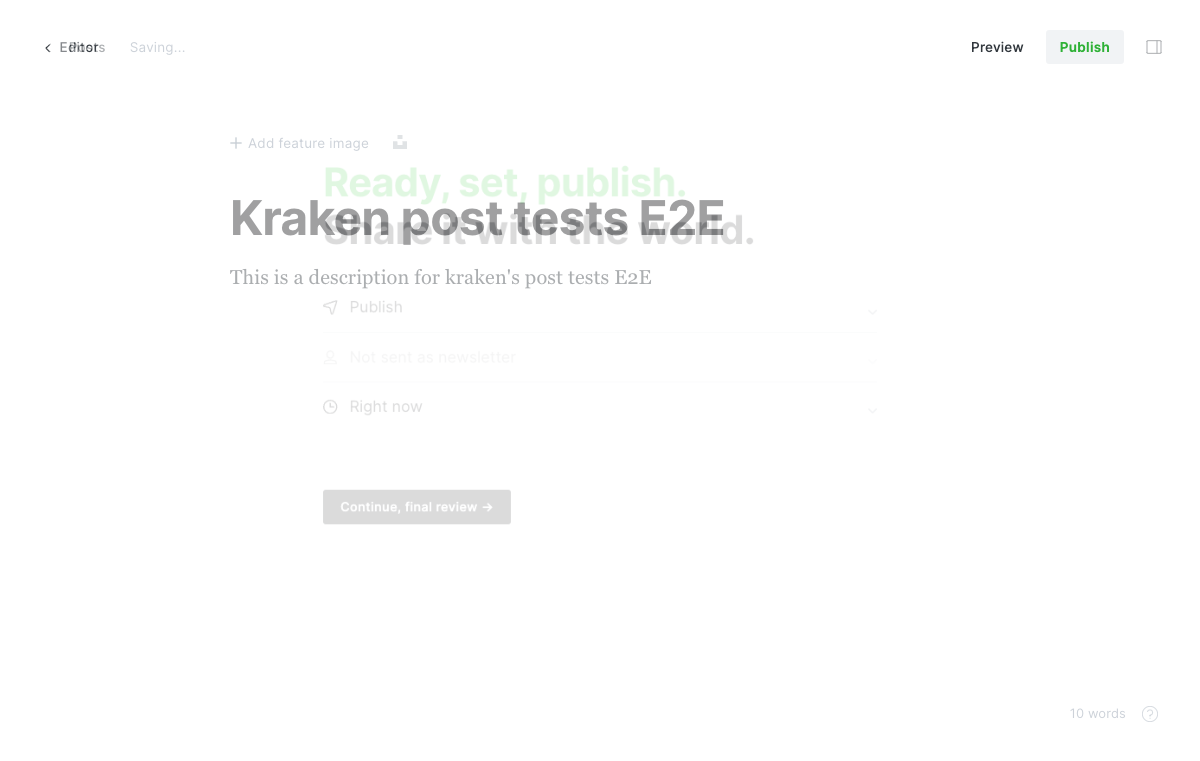 Editor
Posts
Saving...
Preview
Publish
Add feature image
Ready, set, publish.
Kraken post tests E2E
Share it with the world.
This is a description for kraken's post tests E2E
Publish
Not sent as newsletter
Right now
Continue, final review →
10 words